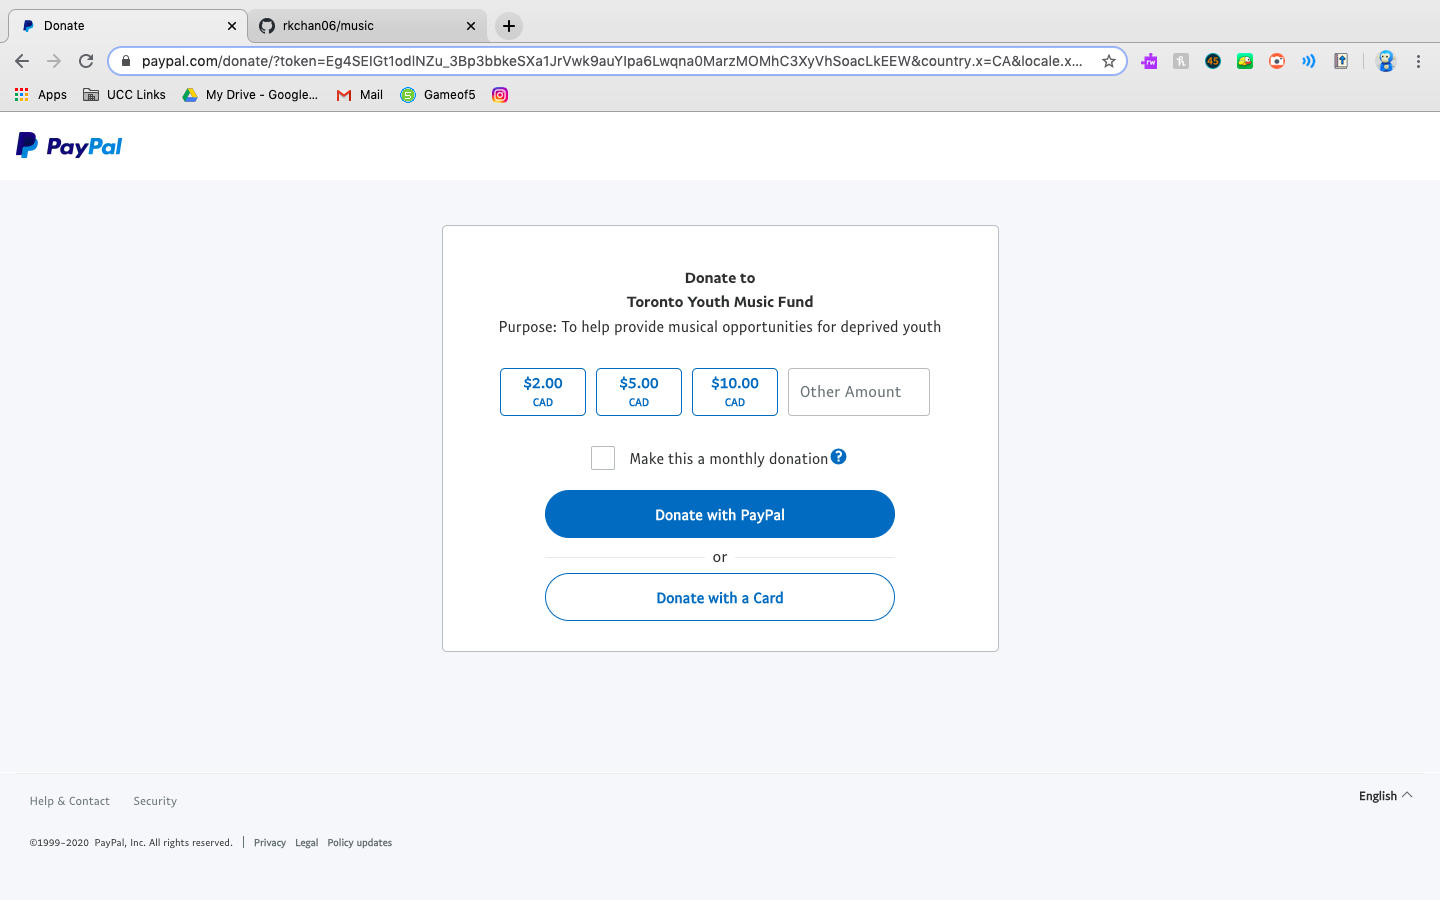 Donate
rkchan06/music
paypal.com/donate/?token=Eg4SEIGt1odlNZu_3Bp3bbkeSXa1JrVwk9auYIpa6Lwqna0MarzMOMhC3XyVhSoacLkEEW&country.x=CA&locale.x...
rw
45
Apps
UCC Links
My Drive - Google...
Mail
Gameof5
PayPal
Donate to
Toronto Youth Music Fund
Purpose: To help provide musical opportunities for deprived youth
$2.00 $5.00 $10.00
CAD CAD CAD
Other Amount
Make this a monthly donation ?
Donate with PayPal
or
Donate with a Card
Help & Contact Security
English
©1999-2020 PayPal, Inc. All rights reserved. | Privacy Legal Policy updates